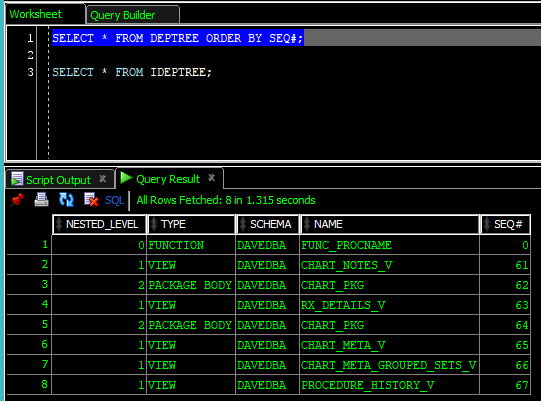 Worksheet Query Builder
1 SELECT * FROM DEPTREE ORDER BY SEQ#;
2
3 SELECT * FROM IDEPTREE;
Script Output x Query Result x
SQL All Rows Fetched: 8 in 1.315 seconds
NESTED_LEVEL TYPE SCHEMA NAME SEQ#
1 0 FUNCTION DAVEDBA FUNC_PROCNAME 0
2 1 VIEW DAVEDBA CHART_NOTES_V 61
3 2 PACKAGE BODY DAVEDBA CHART_PKG 62
4 1 VIEW DAVEDBA RX_DETAILS_V 63
5 2 PACKAGE BODY DAVEDBA CHART_PKG 64
6 1 VIEW DAVEDBA CHART_META_V 65
7 1 VIEW DAVEDBA CHART_META_GROUPED_SETS_V 66
8 1 VIEW DAVEDBA PROCEDURE_HISTORY_V 67